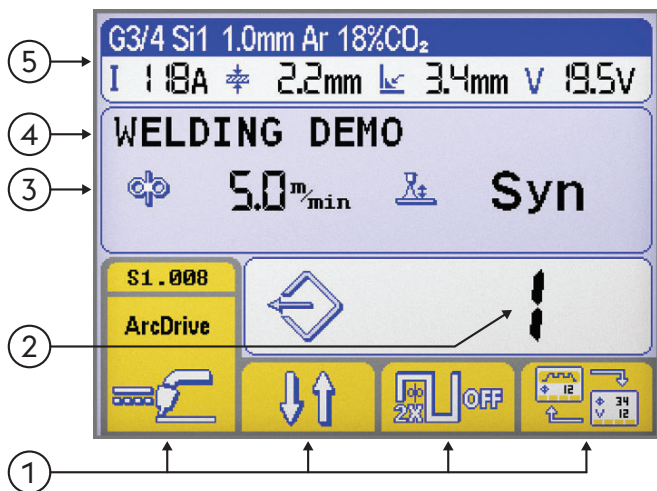 G3/4 Si1 1.0mm Ar 18%CO₂
I 118A 2.2mm 3.4mm V 19.5V
WELDING DEMO
5.0 m/min Syn
S1.008
ArcDrive
1
2X OFF
12
34
V 12
5
4
3
2
1